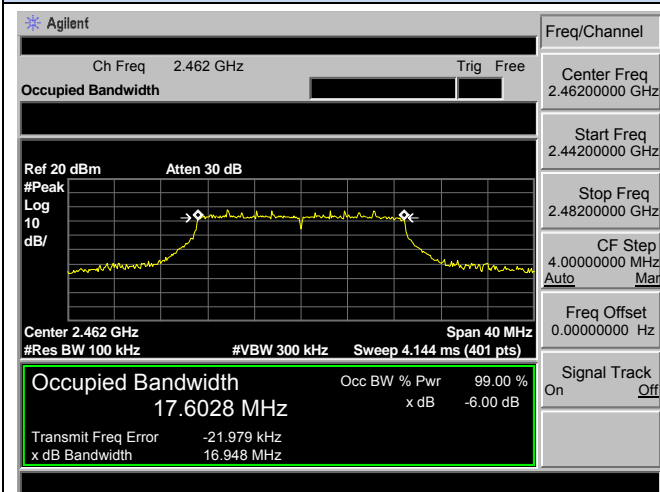 Agilent
Freq/Channel
Ch Freq 2.462 GHz Trig Free
Occupied Bandwidth
Center Freq
2.46200000 GHz
Start Freq
2.44200000 GHz
Ref 20 dBm Atten 30 dB
#Peak
Log
10
dB/
Stop Freq
2.48200000 GHz
CF Step
4.00000000 MHz
Auto Man
Freq Offset
0.00000000 Hz
Center 2.462 GHz Span 40 MHz
#Res BW 100 kHz #VBW 300 kHz Sweep 4.144 ms (401 pts)
Signal Track
On Off
Occupied Bandwidth Occ BW % Pwr 99.00 %
17.6028 MHz x dB -6.00 dB
Transmit Freq Error -21.979 kHz
x dB Bandwidth 16.948 MHz